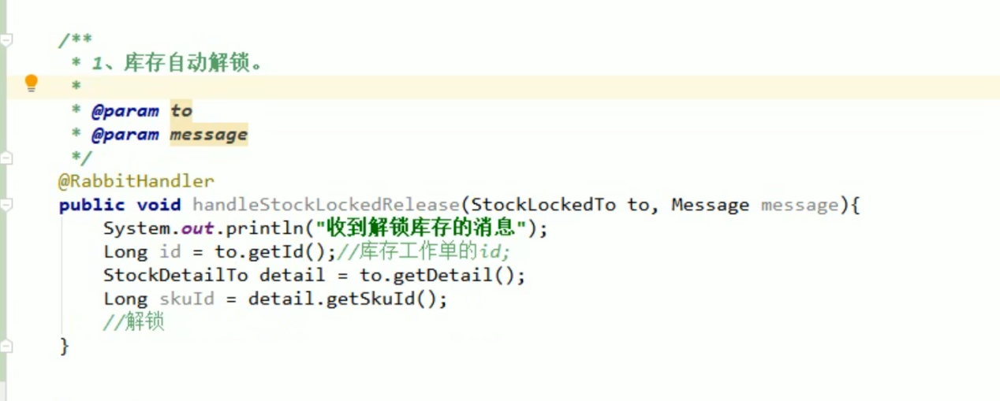 /**
 * 1、库存自动解锁。
 *
 * @param to
 * @param message
 */
@RabbitHandler
public void handleStockLockedRelease(StockLockedTo to, Message message){
    System.out.println("收到解锁库存的消息");
    Long id = to.getId();//库存工作单的id;
    StockDetailTo detail = to.getDetail();
    Long skuId = detail.getSkuId();
    //解锁
}